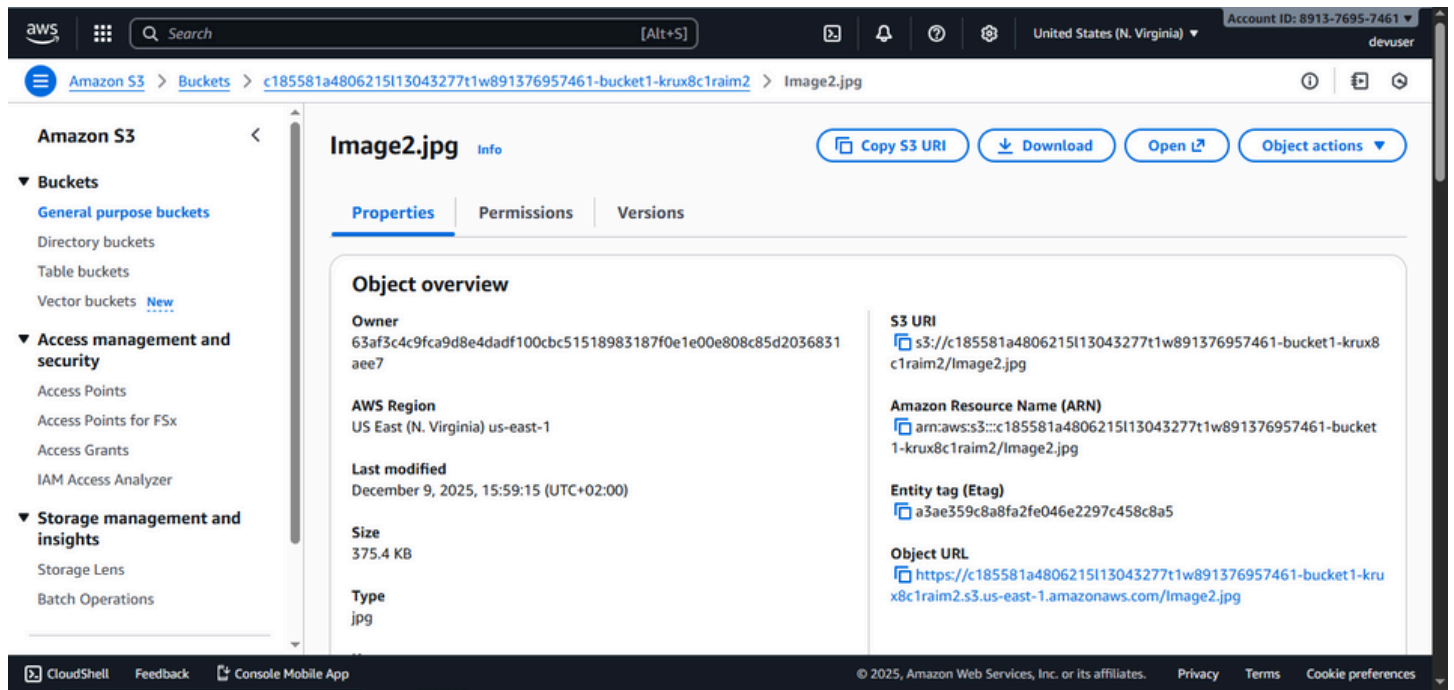 aws
Search [Alt+S]
United States (N. Virginia) ▼
Account ID: 8913-7695-7461 ▼
devuser
Amazon S3 > Buckets > c185581a4806215l13043277t1w891376957461-bucket1-krux8c1raim2 > Image2.jpg
Amazon S3
Buckets
General purpose buckets
Directory buckets
Table buckets
Vector buckets New
Access management and
security
Access Points
Access Points for FSx
Access Grants
IAM Access Analyzer
Storage management and
insights
Storage Lens
Batch Operations
Image2.jpg Info
Copy S3 URI
Download
Open
Object actions ▼
Properties
Permissions
Versions
Object overview
Owner
63af3c4c9fca9d8e4dadf100cbc51518983187f0e1e00e808c85d2036831
aee7
AWS Region
US East (N. Virginia) us-east-1
Last modified
December 9, 2025, 15:59:15 (UTC+02:00)
Size
375.4 KB
Type
jpg
S3 URI
s3://c185581a4806215l13043277t1w891376957461-bucket1-krux8
c1raim2/Image2.jpg
Amazon Resource Name (ARN)
arn:aws:s3:::c185581a4806215l13043277t1w891376957461-bucket
1-krux8c1raim2/Image2.jpg
Entity tag (Etag)
a3ae359c8a8fa2fe046e2297c458c8a5
Object URL
https://c185581a4806215l13043277t1w891376957461-bucket1-kru
x8c1raim2.s3.us-east-1.amazonaws.com/Image2.jpg
CloudShell
Feedback
Console Mobile App
© 2025, Amazon Web Services, Inc. or its affiliates.
Privacy
Terms
Cookie preferences